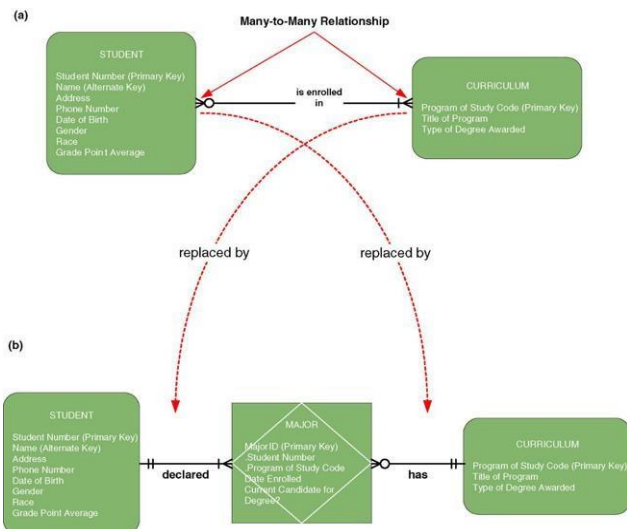 (a)
Many-to-Many Relationship
STUDENT
Student Number (Primary Key)
Name (Alternate Key)
Address
Phone Number
Date of Birth
Gender
Race
Grade Point Average
is enrolled
in
CURRICULUM
Program of Study Code (Primary Key)
Title of Program
Type of Degree Awarded
replaced by
replaced by
(b)
STUDENT
Student Number (Primary Key)
Name (Alternate Key)
Address
Phone Number
Date of Birth
Gender
Race
Grade Point Average
declared
MAJOR
MajorID (Primary Key)
Student Number
Program of Study Code
Date Enrolled
Current Candidate for
Degree?
has
CURRICULUM
Program of Study Code (Primary Key)
Title of Program
Type of Degree Awarded